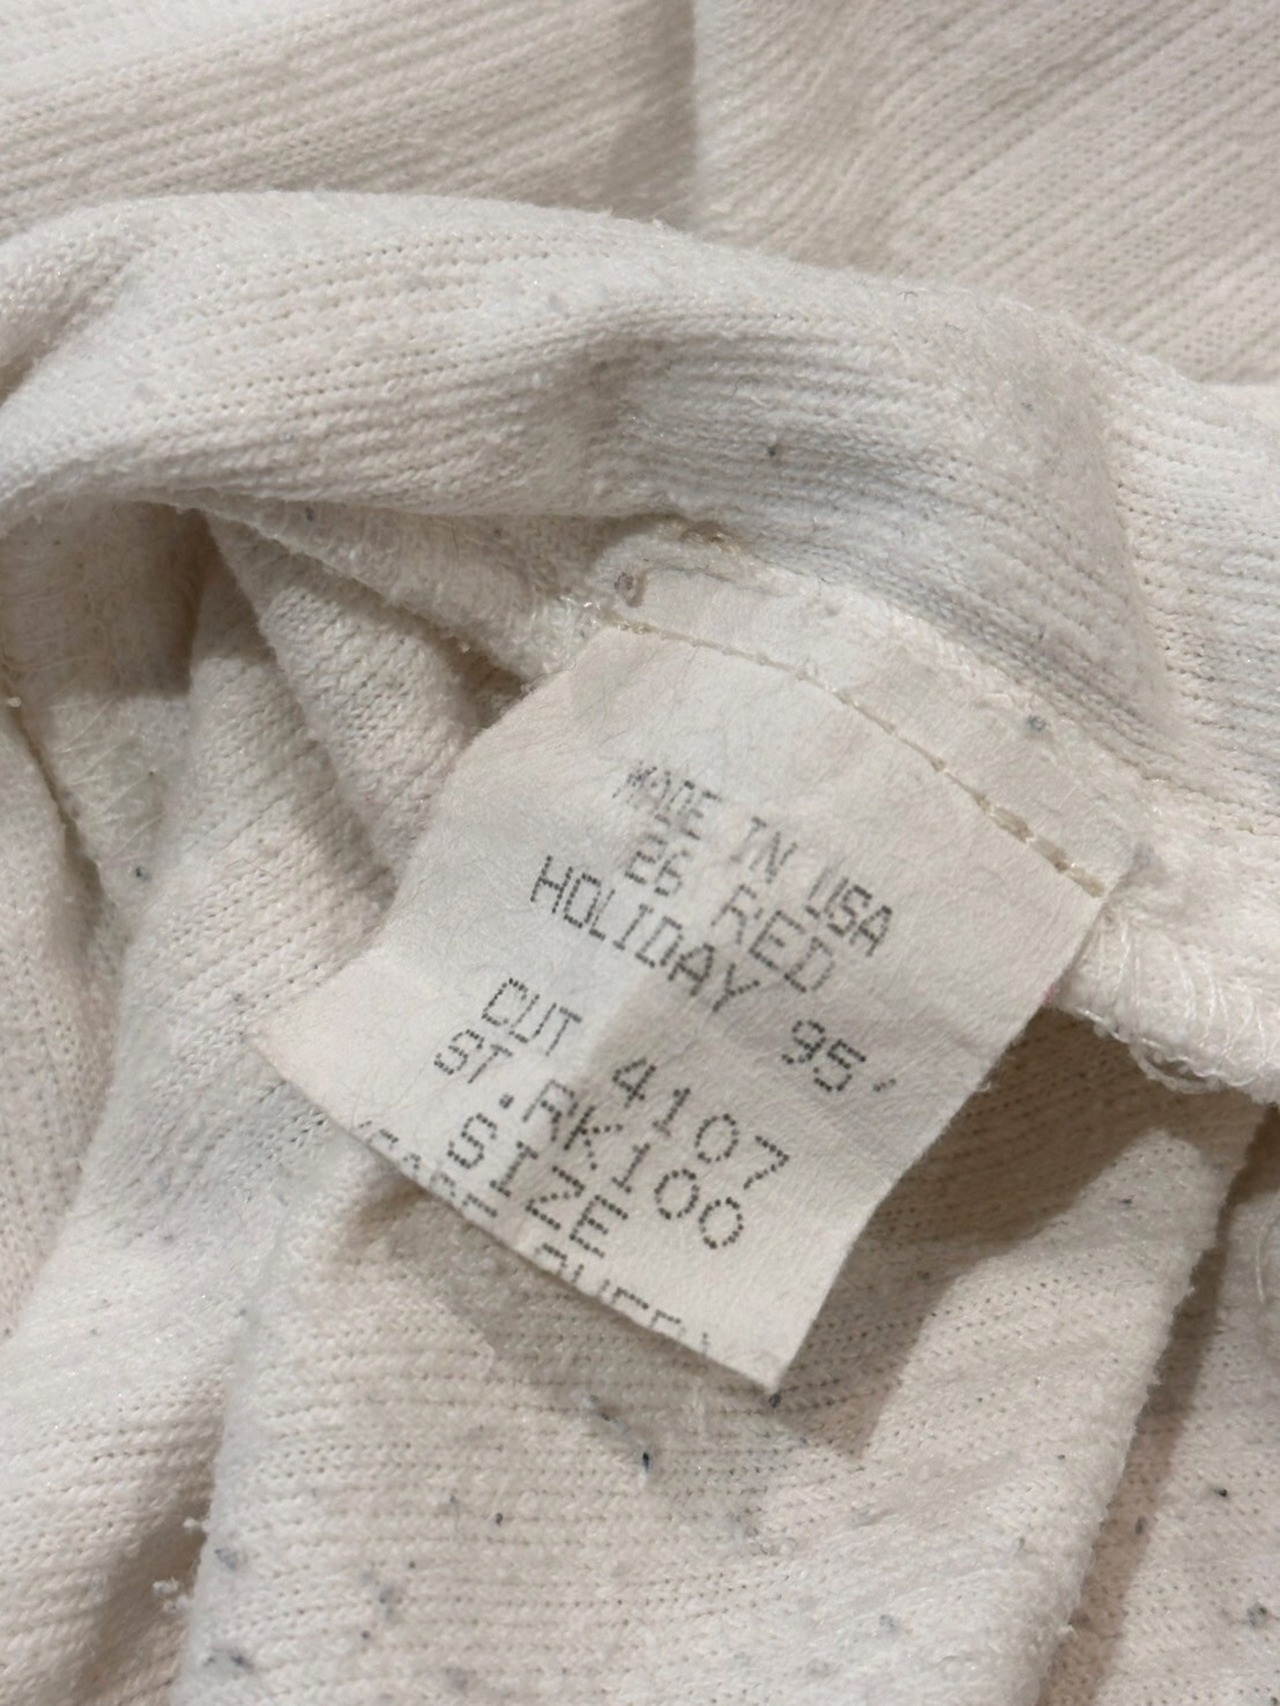 MADE IN USA
26 RED
HOLIDAY 95'
CUT 4107
ST.RK100
SIZE